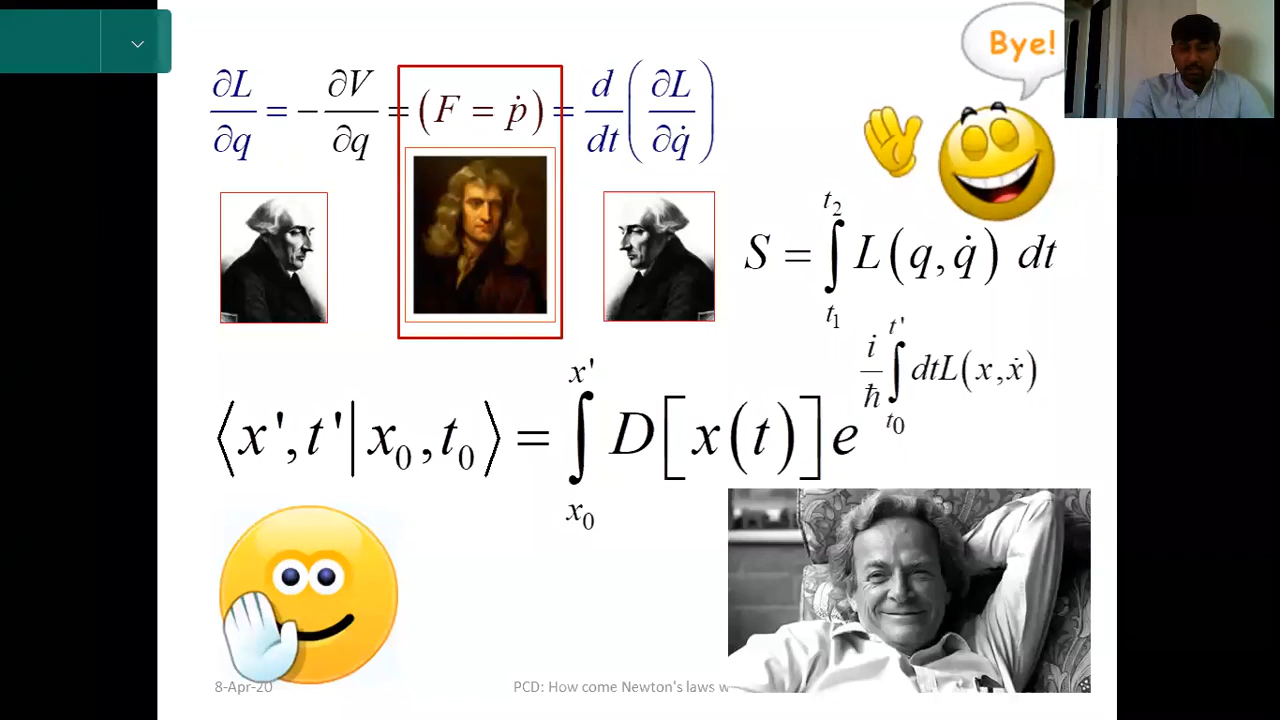 Bye!
∂L/∂q = −∂V/∂q = (F = ṗ) = d/dt (∂L/∂q̇)
S = ∫_{t₁}^{t₂} L(q, q̇) dt
⟨x', t' | x₀, t₀⟩ = ∫_{x₀}^{x'} D[x(t)] e^{(i/ħ) ∫_{t₀}^{t'} dt L(x, ẋ)}
8-Apr-20
PCD: How come Newton's laws w